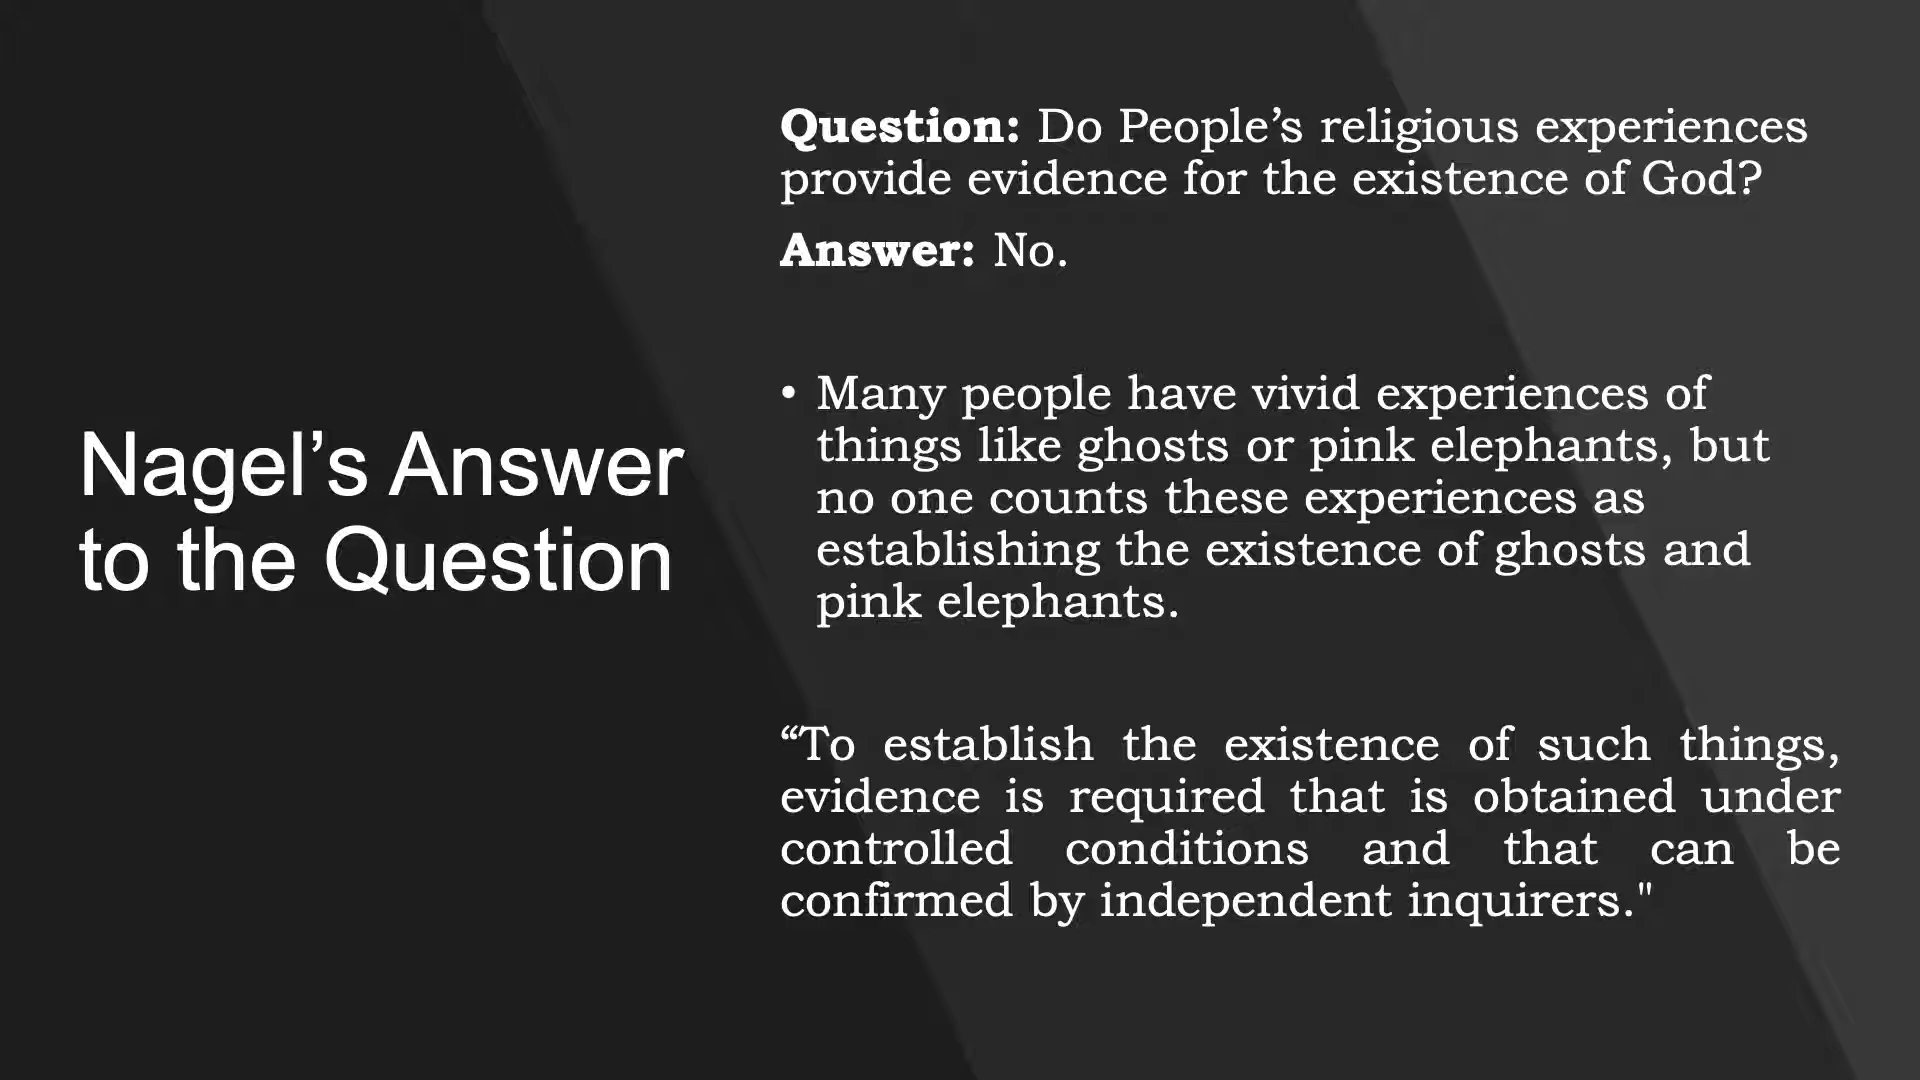 Nagel’s Answer
to the Question
Question: Do People’s religious experiences
provide evidence for the existence of God?
Answer: No.
• Many people have vivid experiences of
things like ghosts or pink elephants, but
no one counts these experiences as
establishing the existence of ghosts and
pink elephants.
“To establish the existence of such things,
evidence is required that is obtained under
controlled conditions and that can be
confirmed by independent inquirers."